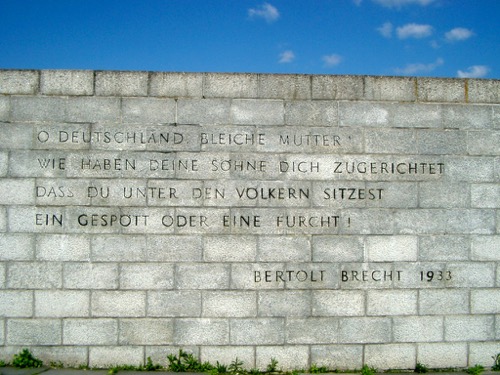 O DEUTSCHLAND BLEICHE MUTTER!
WIE HABEN DEINE SÖHNE DICH ZUGERICHTET
DASS DU UNTER DEN VÖLKERN SITZEST
EIN GESPÖTT ODER EINE FURCHT!
BERTOLT BRECHT 1933